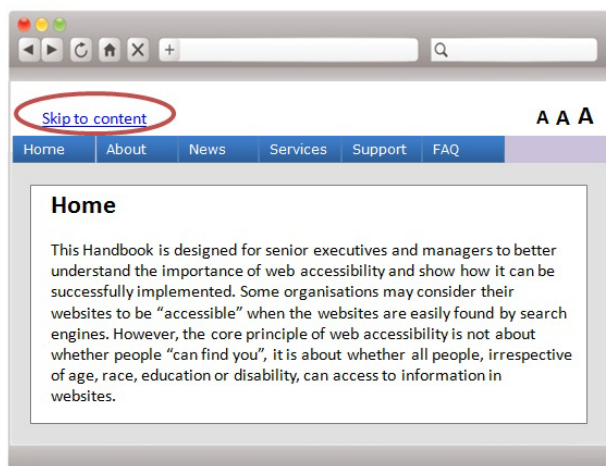 Skip to content
A A A
Home About News Services Support FAQ
Home
This Handbook is designed for senior executives and managers to better
understand the importance of web accessibility and show how it can be
successfully implemented. Some organisations may consider their
websites to be “accessible” when the websites are easily found by search
engines. However, the core principle of web accessibility is not about
whether people “can find you”, it is about whether all people, irrespective
of age, race, education or disability, can access to information in
websites.